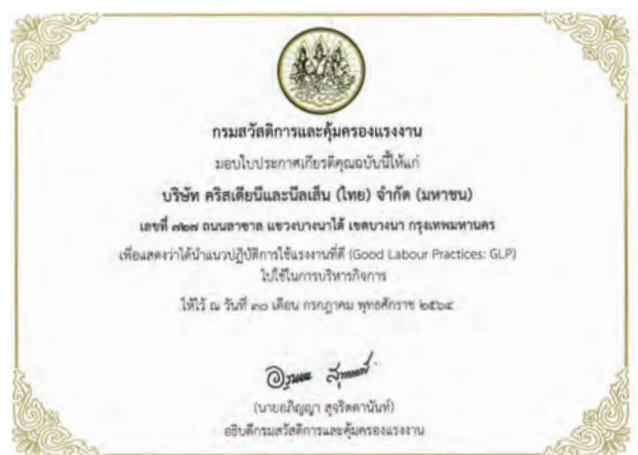 กรมสวัสดิการและคุ้มครองแรงงาน
มอบใบประกาศเกียรติคุณฉบับนี้ให้แก่
บริษัท คริสเตียนีและนีลเส็น (ไทย) จำกัด (มหาชน)
เลขที่ ๗๒๗ ถนนลาซาล แขวงบางนาใต้ เขตบางนา กรุงเทพมหานคร
เพื่อแสดงว่าได้นำแนวปฏิบัติการใช้แรงงานที่ดี (Good Labour Practices: GLP)
ไปใช้ในการบริหารกิจการ
ให้ไว้ ณ วันที่ ๓๐ เดือน กรกฎาคม พุทธศักราช ๒๕๖๔
(นายอภิญญา สุจริตตานันท์)
อธิบดีกรมสวัสดิการและคุ้มครองแรงงาน